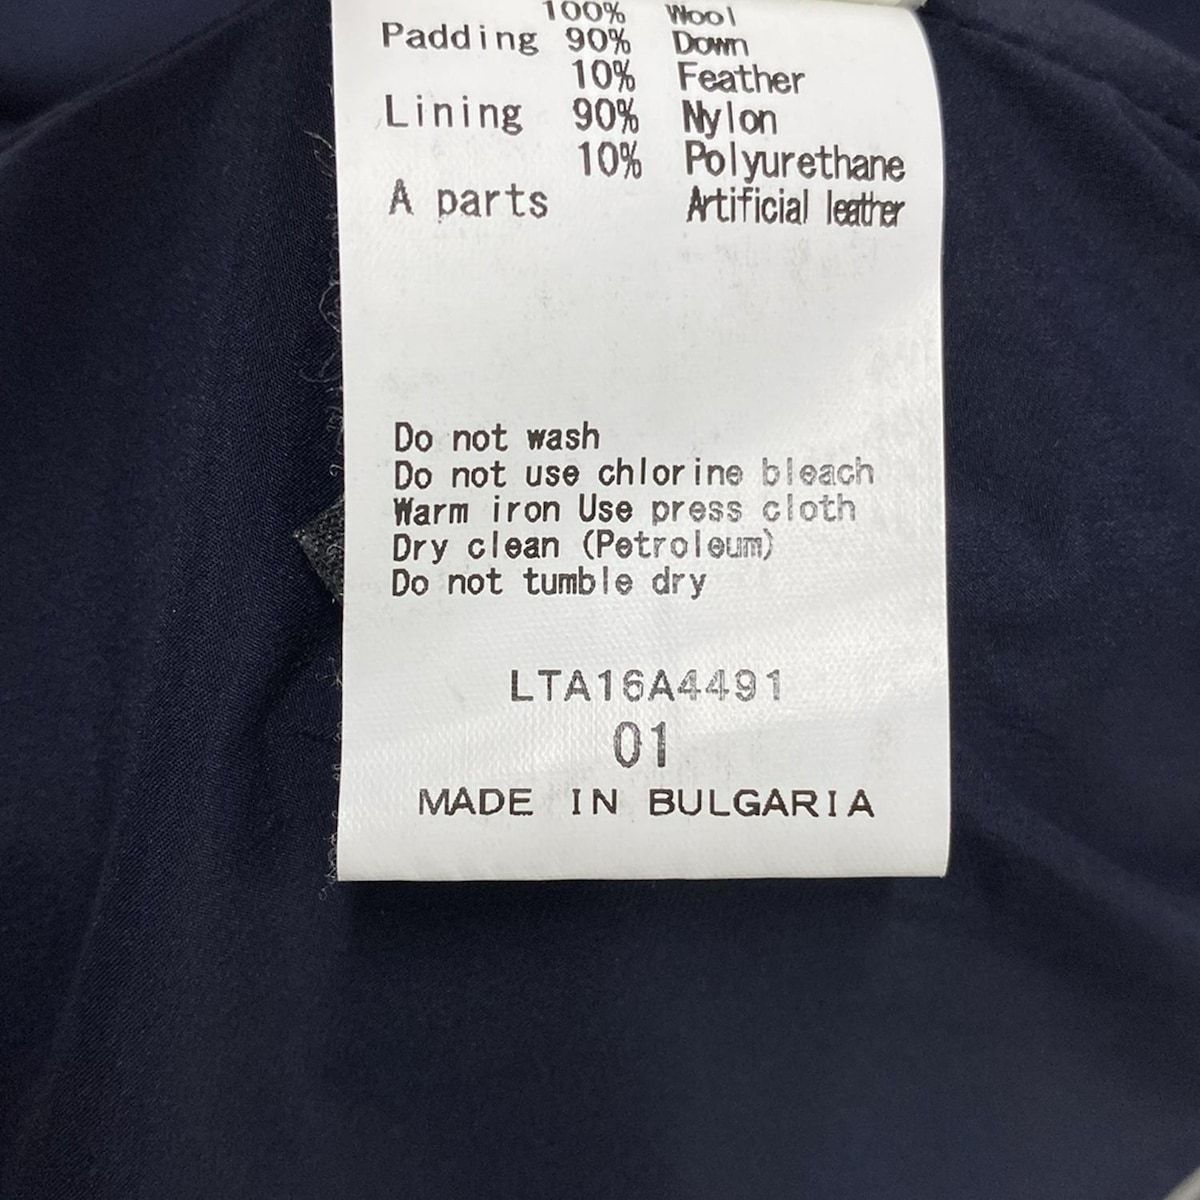 100% Wool
Padding 90% Down
10% Feather
Lining 90% Nylon
10% Polyurethane
A parts Artificial leather
Do not wash
Do not use chlorine bleach
Warm iron Use press cloth
Dry clean (Petroleum)
Do not tumble dry
LTA16A4491
01
MADE IN BULGARIA